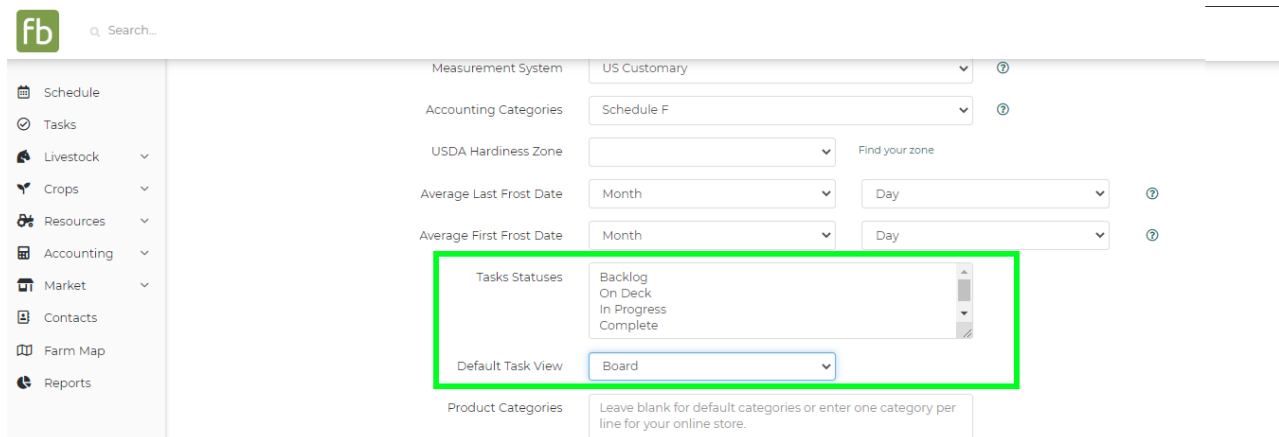 fb
Search...
Measurement System US Customary
Schedule
Accounting Categories Schedule F
Tasks
USDA Hardiness Zone Find your zone
Livestock
Crops
Average Last Frost Date Month Day
Resources
Average First Frost Date Month Day
Accounting
Market
Contacts
Farm Map
Reports
Tasks Statuses
Backlog
On Deck
In Progress
Complete
Default Task View Board
Product Categories
Leave blank for default categories or enter one category per
line for your online store.